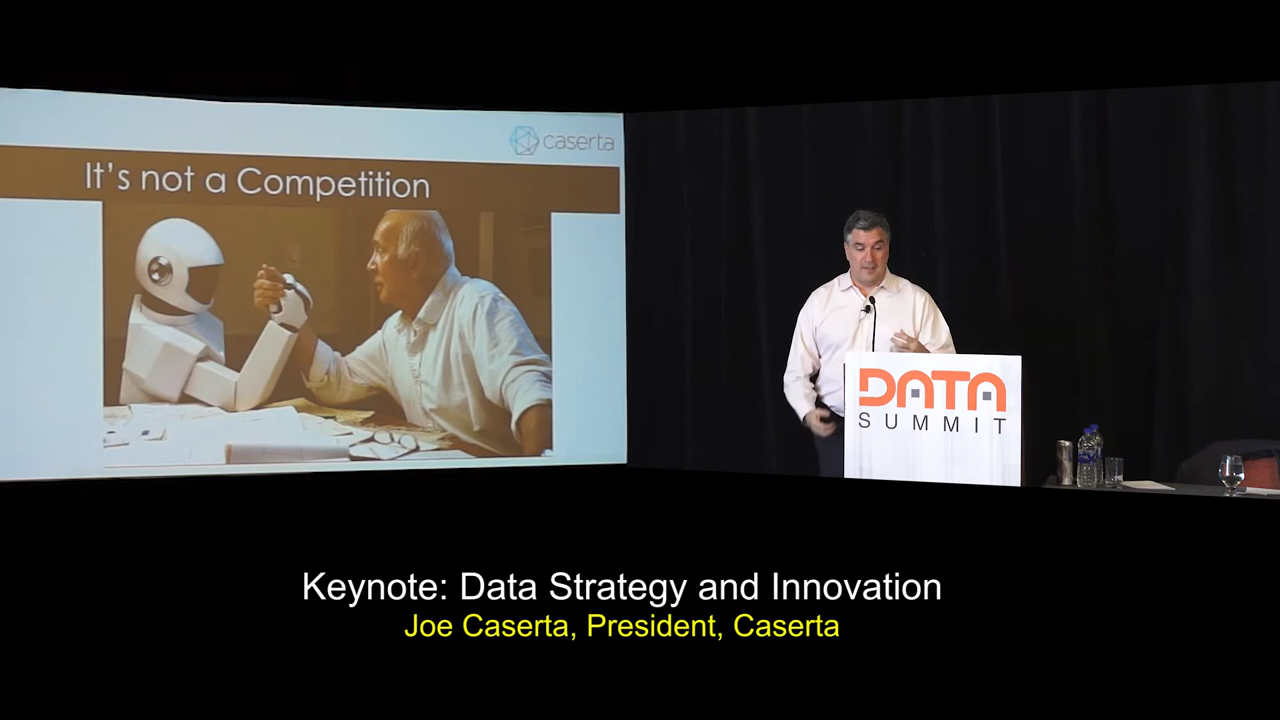 caserta
It's not a Competition
DATA
SUMMIT
Keynote: Data Strategy and Innovation
Joe Caserta, President, Caserta